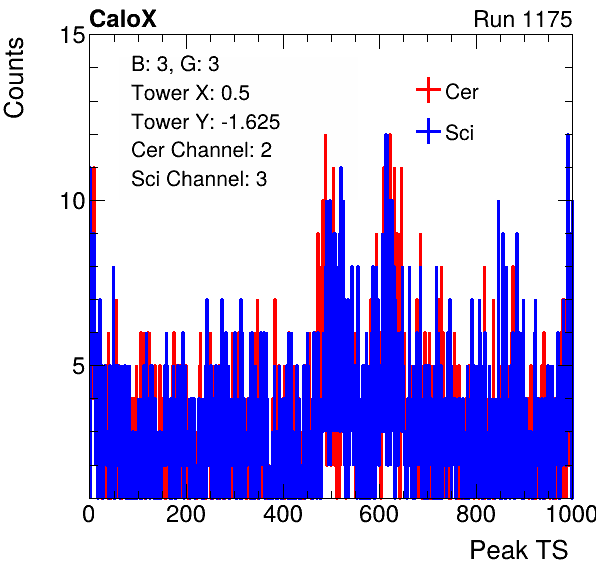 CaloX Run 1175
Counts
15
B: 3, G: 3
Tower X: 0.5
Tower Y: -1.625
Cer Channel: 2
Sci Channel: 3
Cer
Sci
10
5
0 200 400 600 800 1000
Peak TS